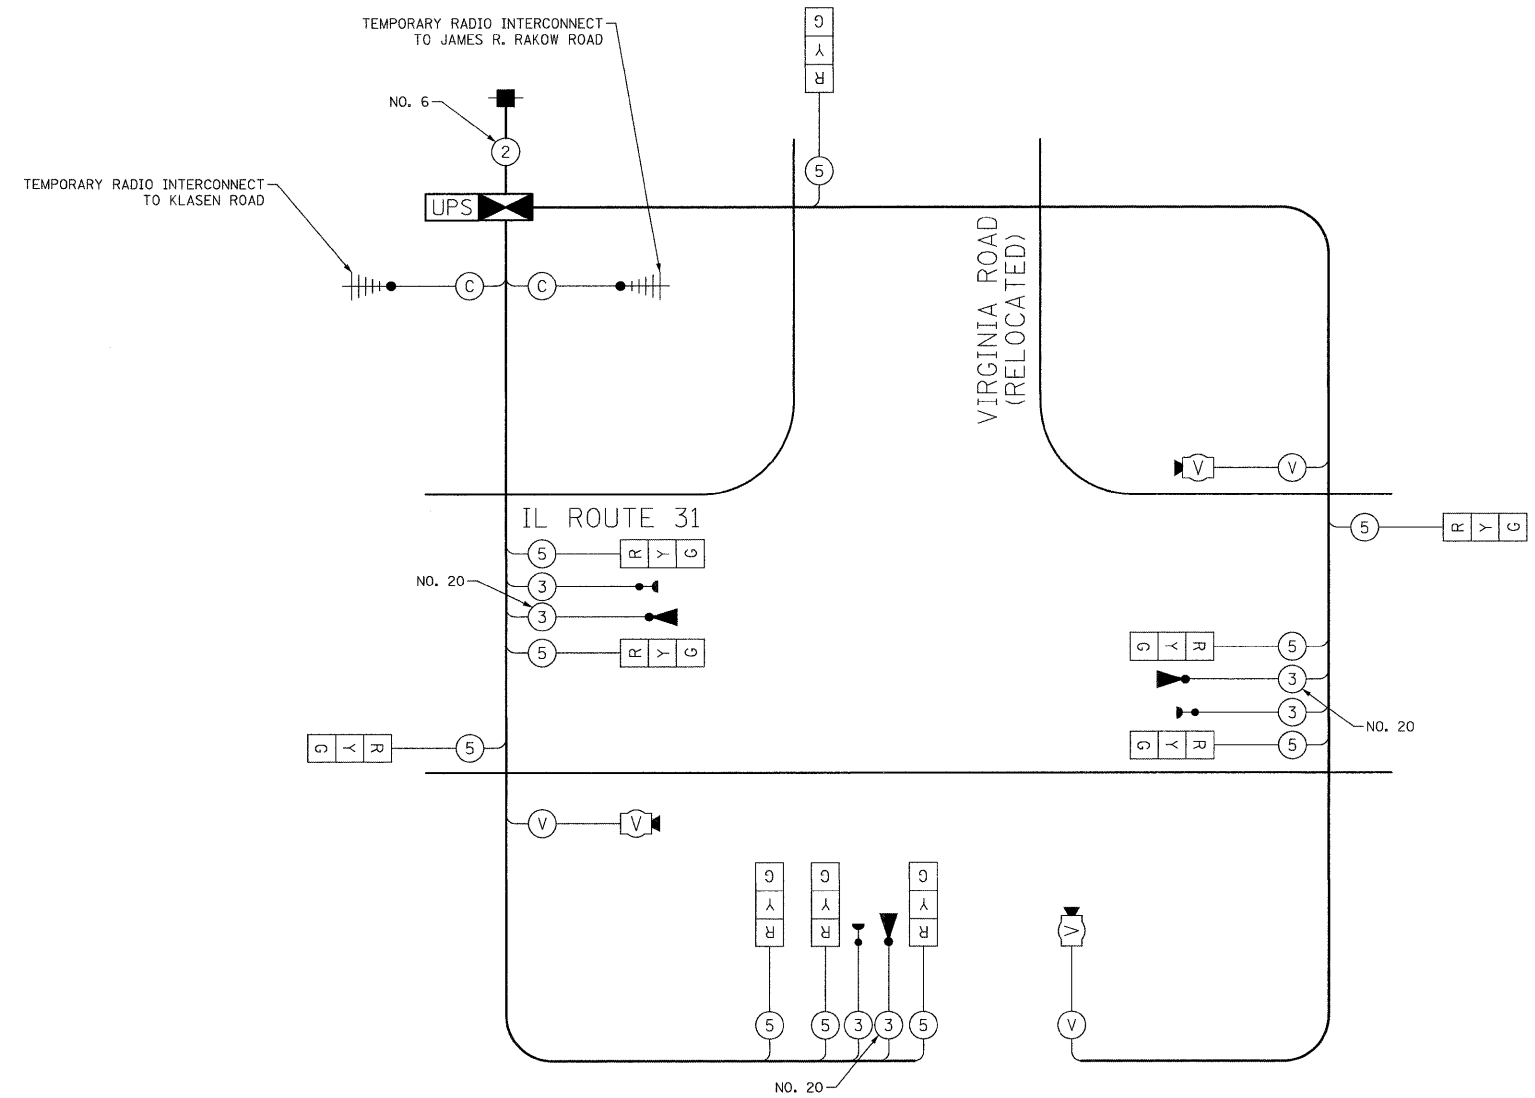 TEMPORARY RADIO INTERCONNECT
TO JAMES R. RAKOW ROAD
G
Y
R
NO. 6
2
5
TEMPORARY RADIO INTERCONNECT
TO KLASEN ROAD
UPS
VIRGINIA ROAD
(RELOCATED)
C
C
V
V
IL ROUTE 31
5
R Y G
5
R Y G
NO. 20
3
3
5
R Y G
G Y R
5
3
3
NO. 20
G Y R
5
G Y R
5
V
V
G
Y
R
G
Y
R
G
Y
R
V
5
5
3
3
5
V
NO. 20